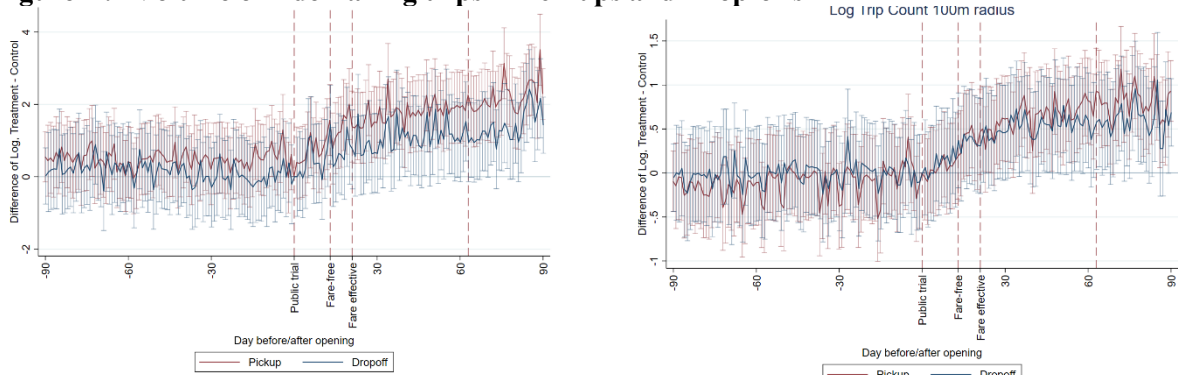 Log Trip Count 100m radius
Difference of Log, Treatment - Control
4
2
0
-2
-90
-60
-30
Public trial
Fare-free
Fare effective
30
60
90
Day before/after opening
Pickup
Dropoff
Difference of Log, Treatment - Control
1.5
1
.5
0
-.5
-1
-90
-60
-30
Public trial
Fare-free
Fare effective
30
60
90
Day before/after opening
Pickup
Dropoff